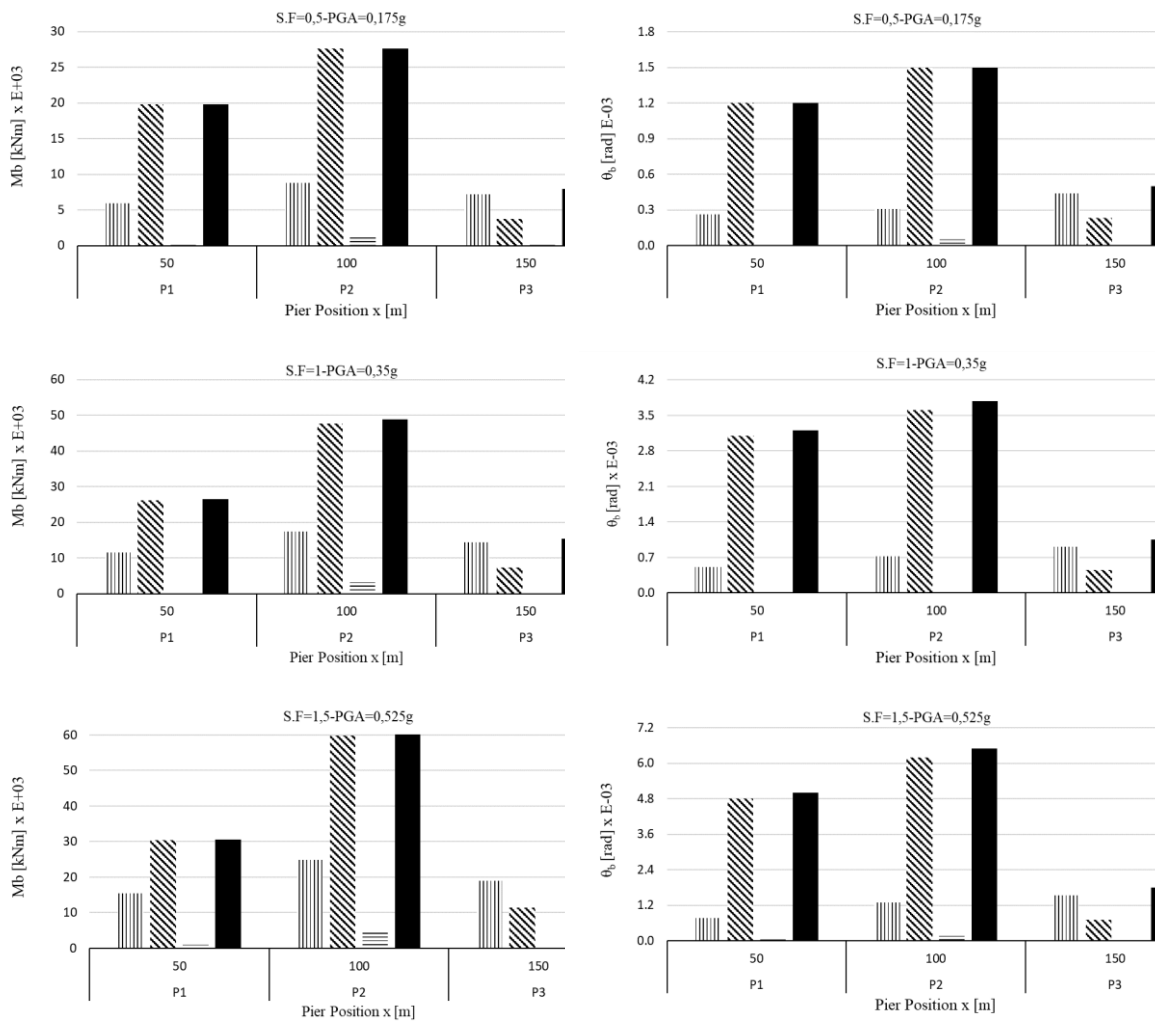 S.F=0,5-PGA=0,175g
Mb [kNm] x E+03
30
25
20
15
10
5
0
50 100 150
P1 P2 P3
Pier Position x [m]
S.F=0,5-PGA=0,175g
θb [rad] E-03
1.8
1.5
1.2
0.9
0.6
0.3
0.0
50 100 150
P1 P2 P3
Pier Position x [m]
S.F=1-PGA=0,35g
Mb [kNm] x E+03
60
50
40
30
20
10
0
50 100 150
P1 P2 P3
Pier Position x [m]
S.F=1-PGA=0,35g
θb [rad] x E-03
4.2
3.5
2.8
2.1
1.4
0.7
0.0
50 100 150
P1 P2 P3
Pier Position x [m]
S.F=1,5-PGA=0,525g
Mb [kNm] x E+03
60
50
40
30
20
10
0
50 100 150
P1 P2 P3
Pier Position x [m]
S.F=1,5-PGA=0,525g
θb [rad] x E-03
7.2
6.0
4.8
3.6
2.4
1.2
0.0
50 100 150
P1 P2 P3
Pier Position x [m]